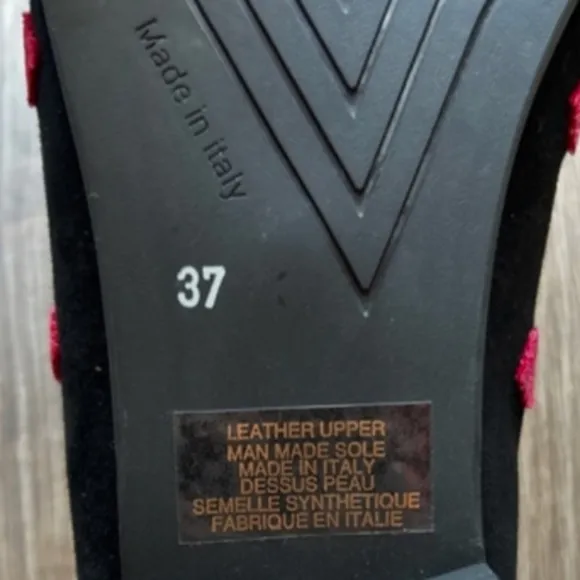 Made in italy
37
LEATHER UPPER
MAN MADE SOLE
MADE IN ITALY
DESSUS PEAU
SEMELLE SYNTHETIQUE
FABRIQUE EN ITALIE